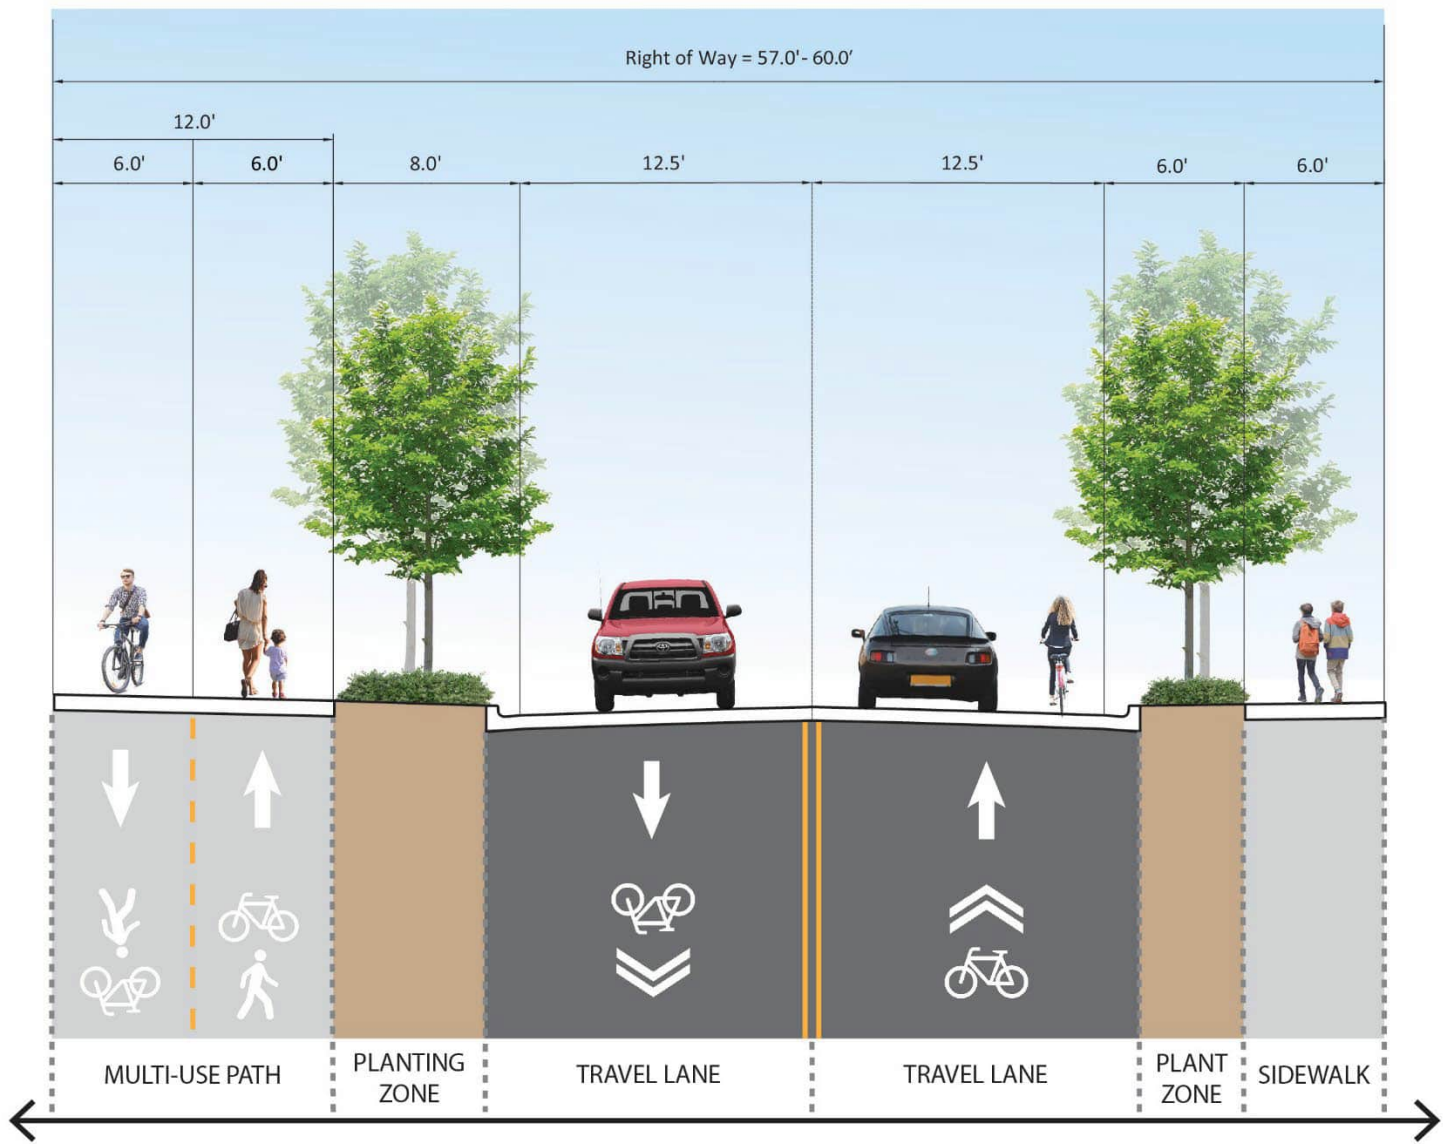 Right of Way = 57.0'- 60.0'
12.0'
6.0' 6.0' 8.0' 12.5' 12.5' 6.0' 6.0'
MULTI-USE PATH
PLANTING
ZONE
TRAVEL LANE
TRAVEL LANE
PLANT
ZONE
SIDEWALK